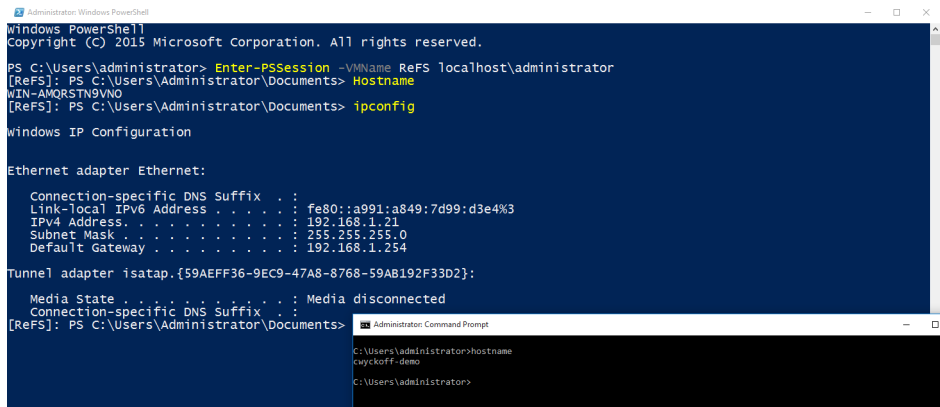 Administrator: Windows PowerShell
Windows PowerShell
Copyright (C) 2015 Microsoft Corporation. All rights reserved.
PS C:\Users\administrator> Enter-PSSession -VMName ReFS localhost\administrator
[ReFS]: PS C:\Users\Administrator\Documents> Hostname
WIN-AMQRSTN9VNO
[ReFS]: PS C:\Users\Administrator\Documents> ipconfig
Windows IP Configuration
Ethernet adapter Ethernet:
Connection-specific DNS Suffix . :
Link-local IPv6 Address . . . . . : fe80::a991:a849:7d99:d3e4%3
IPv4 Address. . . . . . . . . . . : 192.168.1.21
Subnet Mask . . . . . . . . . . . : 255.255.255.0
Default Gateway . . . . . . . . . : 192.168.1.254
Tunnel adapter isatap.{59AEFF36-9EC9-47A8-8768-59AB192F33D2}:
Media State . . . . . . . . . . . : Media disconnected
Connection-specific DNS Suffix . :
[ReFS]: PS C:\Users\Administrator\Documents>
Administrator: Command Prompt
C:\Users\administrator>hostname
cwyckoff-demo
C:\Users\administrator>